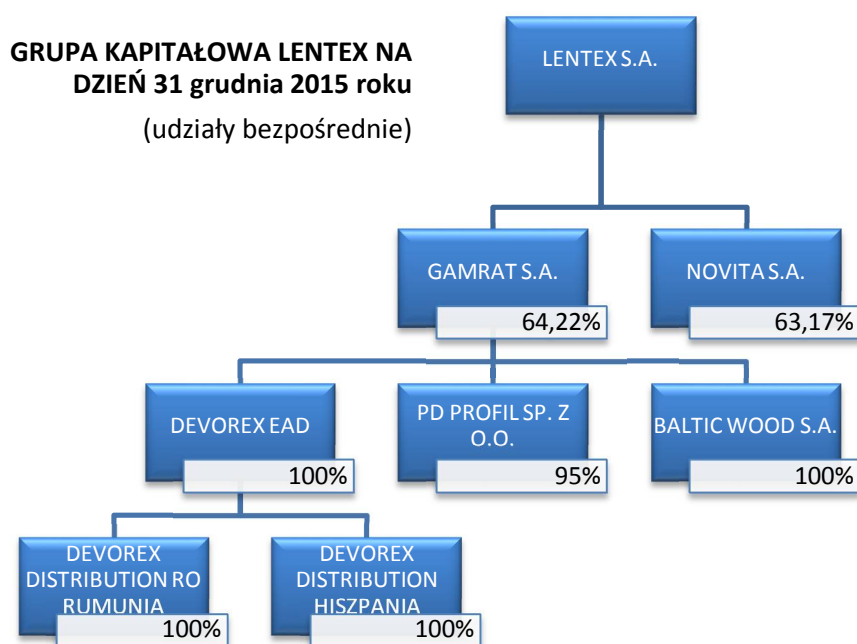 GRUPA KAPITAŁOWA LENTEX NA
DZIEŃ 31 grudnia 2015 roku
(udziały bezpośrednie)
LENTEX S.A.
GAMRAT S.A.
64,22%
NOVITA S.A.
63,17%
DEVOREX EAD
100%
PD PROFIL SP. Z
O.O.
95%
BALTIC WOOD S.A.
100%
DEVOREX
DISTRIBUTION RO
RUMUNIA
100%
DEVOREX
DISTRIBUTION
HISZPANIA
100%